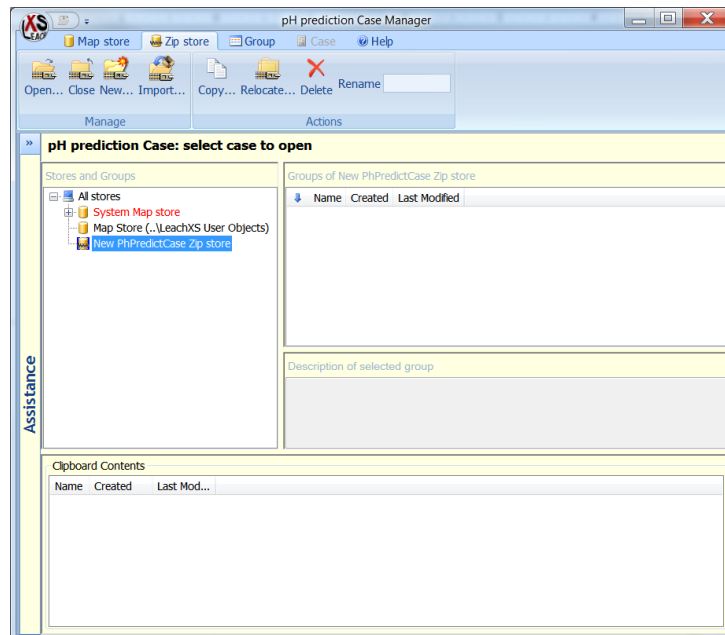 pH prediction Case Manager
XS
Map store Zip store Group Case Help
Open... Close New... Import... Copy... Relocate... Delete Rename
Manage Actions
»
pH prediction Case: select case to open
Stores and Groups
All stores
System Map store
Map Store (..\LeachXS User Objects)
New PhPredictCase Zip store
Groups of New PhPredictCase Zip store
Name Created Last Modified
Description of selected group
Assistance
Clipboard Contents
Name Created Last Mod...